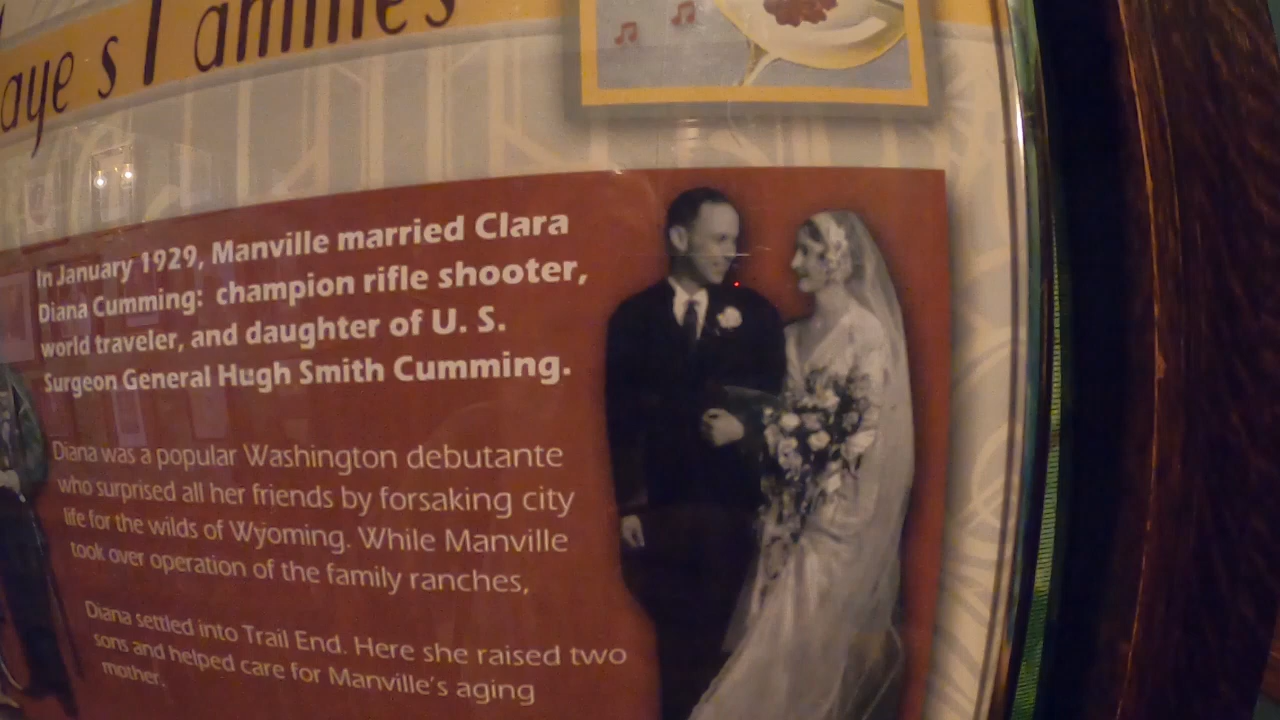 aye's Families
In January 1929, Manville married Clara
Diana Cumming: champion rifle shooter,
world traveler, and daughter of U. S.
Surgeon General Hugh Smith Cumming.
Diana was a popular Washington debutante
who surprised all her friends by forsaking city
life for the wilds of Wyoming. While Manville
took over operation of the family ranches,
Diana settled into Trail End. Here she raised two
sons and helped care for Manville's aging
mother.